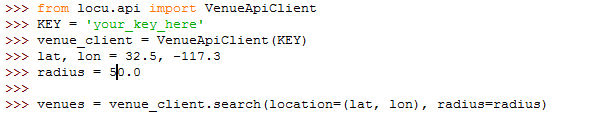 >>> from locu.api import VenueApiClient
>>> KEY = 'your_key_here'
>>> venue_client = VenueApiClient(KEY)
>>> lat, lon = 32.5, -117.3
>>> radius = 50.0
>>>
>>> venues = venue_client.search(location=(lat, lon), radius=radius)